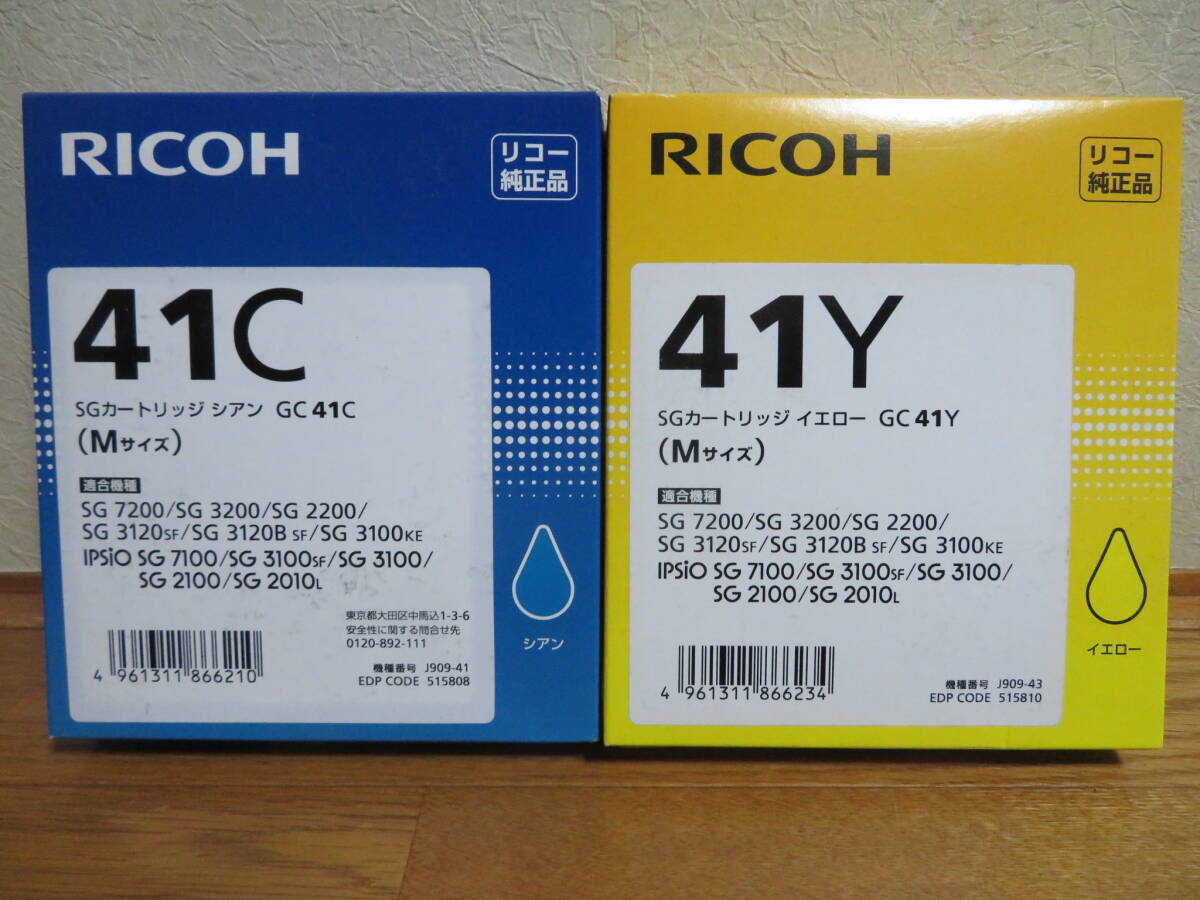 RICOH
リコー
純正品
41C
SGカートリッジ シアン GC 41C
(Mサイズ)
適合機種
SG 7200/SG 3200/SG 2200/
SG 3120SF/SG 3120B SF/SG 3100KE
IPSiO SG 7100/SG 3100SF/SG 3100/
SG 2100/SG 2010L
東京都大田区中馬込1-3-6
安全性に関する問合せ先
0120-892-111
シアン
4 961311 866210
機種番号 J909-41
EDP CODE 515808
RICOH
リコー
純正品
41Y
SGカートリッジ イエロー GC 41Y
(Mサイズ)
適合機種
SG 7200/SG 3200/SG 2200/
SG 3120SF/SG 3120B SF/SG 3100KE
IPSiO SG 7100/SG 3100SF/SG 3100/
SG 2100/SG 2010L
イエロー
4 961311 866234
機種番号 J909-43
EDP CODE 515810